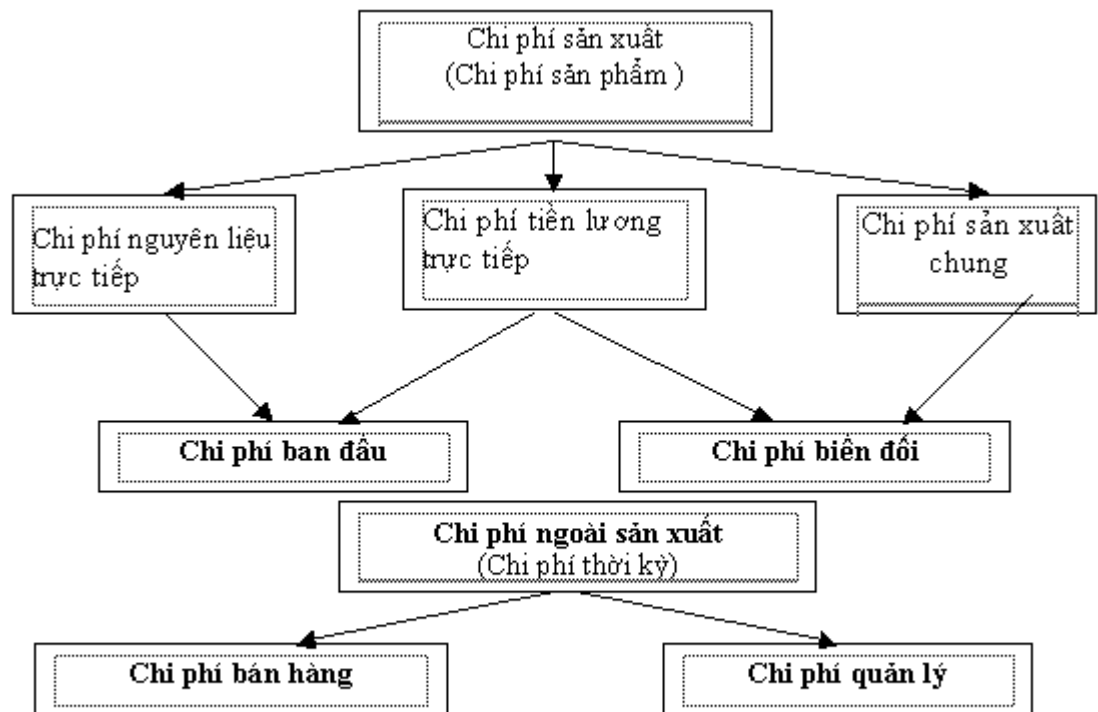 Chi phí sản xuất
(Chi phí sản phẩm )
Chi phí nguyên liệu
trực tiếp
Chi phí tiền lương
trực tiếp
Chi phí sản xuất
chung
Chi phí ban đầu
Chi phí biến đổi
Chi phí ngoài sản xuất
(Chi phí thời kỳ)
Chi phí bán hàng
Chi phí quản lý